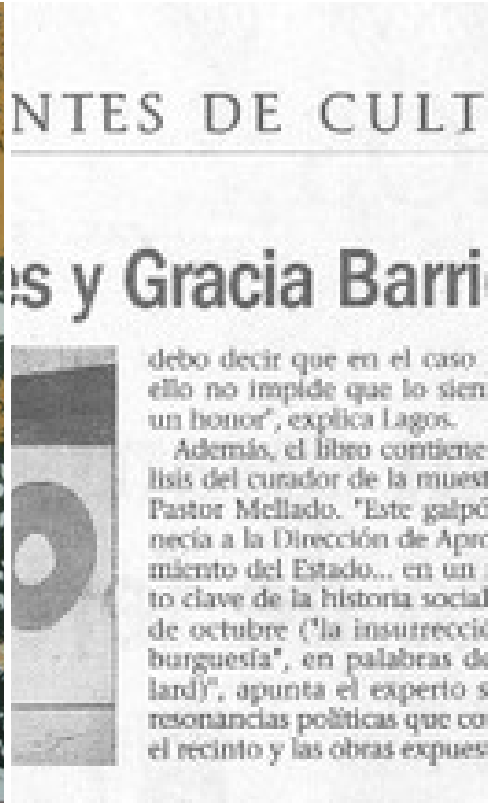 NTES DE CULT
es y Gracia Barri
debo decir que en el caso
ello no impide que lo sien
un honor", explica Lagos.
Además, el libro contiene
lisis del curador de la muest
Pastor Mellado. "Este galpó
necía a la Dirección de Apro
miento del Estado... en un
to clave de la historia social
de octubre ("la insurrecció
burguesía", en palabras de
lard)", apunta el experto s
resonancias políticas que co
el recinto y las obras expues